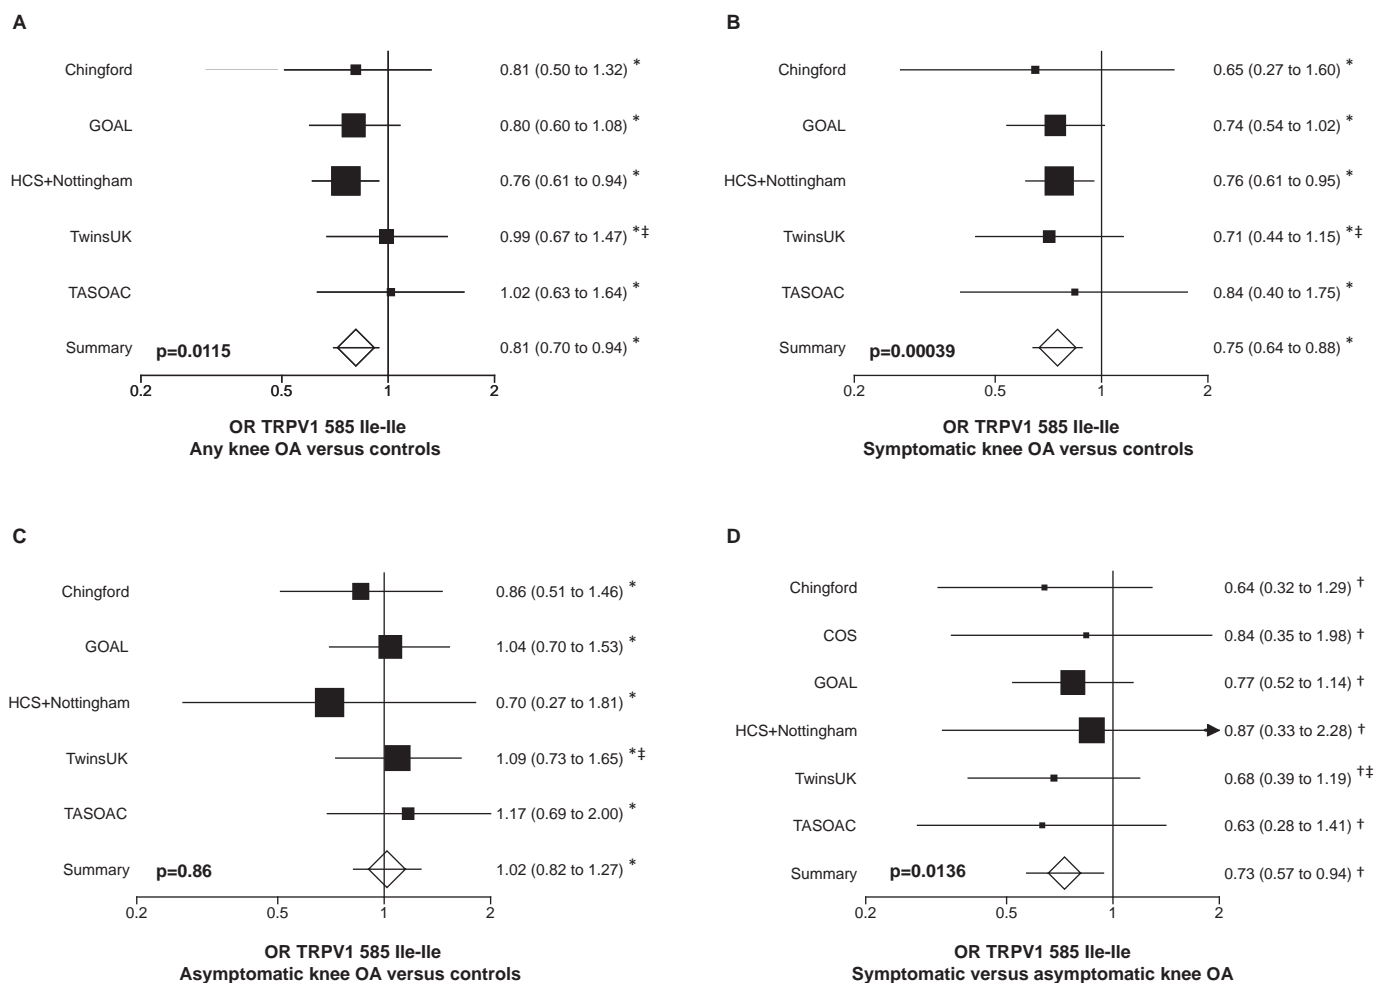 A
Chingford 0.81 (0.50 to 1.32) *
GOAL 0.80 (0.60 to 1.08) *
HCS+Nottingham 0.76 (0.61 to 0.94) *
TwinsUK 0.99 (0.67 to 1.47) *‡
TASOAC 1.02 (0.63 to 1.64) *
Summary p=0.0115 0.81 (0.70 to 0.94) *
0.2 0.5 1 2
OR TRPV1 585 Ile-Ile
Any knee OA versus controls
B
Chingford 0.65 (0.27 to 1.60) *
GOAL 0.74 (0.54 to 1.02) *
HCS+Nottingham 0.76 (0.61 to 0.95) *
TwinsUK 0.71 (0.44 to 1.15) *‡
TASOAC 0.84 (0.40 to 1.75) *
Summary p=0.00039 0.75 (0.64 to 0.88) *
0.2 0.5 1 2
OR TRPV1 585 Ile-Ile
Symptomatic knee OA versus controls
C
Chingford 0.86 (0.51 to 1.46) *
GOAL 1.04 (0.70 to 1.53) *
HCS+Nottingham 0.70 (0.27 to 1.81) *
TwinsUK 1.09 (0.73 to 1.65) *‡
TASOAC 1.17 (0.69 to 2.00) *
Summary p=0.86 1.02 (0.82 to 1.27) *
0.2 0.5 1 2
OR TRPV1 585 Ile-Ile
Asymptomatic knee OA versus controls
D
Chingford 0.64 (0.32 to 1.29) †
COS 0.84 (0.35 to 1.98) †
GOAL 0.77 (0.52 to 1.14) †
HCS+Nottingham 0.87 (0.33 to 2.28) †
TwinsUK 0.68 (0.39 to 1.19) †‡
TASOAC 0.63 (0.28 to 1.41) †
Summary p=0.0136 0.73 (0.57 to 0.94) †
0.2 0.5 1 2
OR TRPV1 585 Ile-Ile
Symptomatic versus asymptomatic knee OA